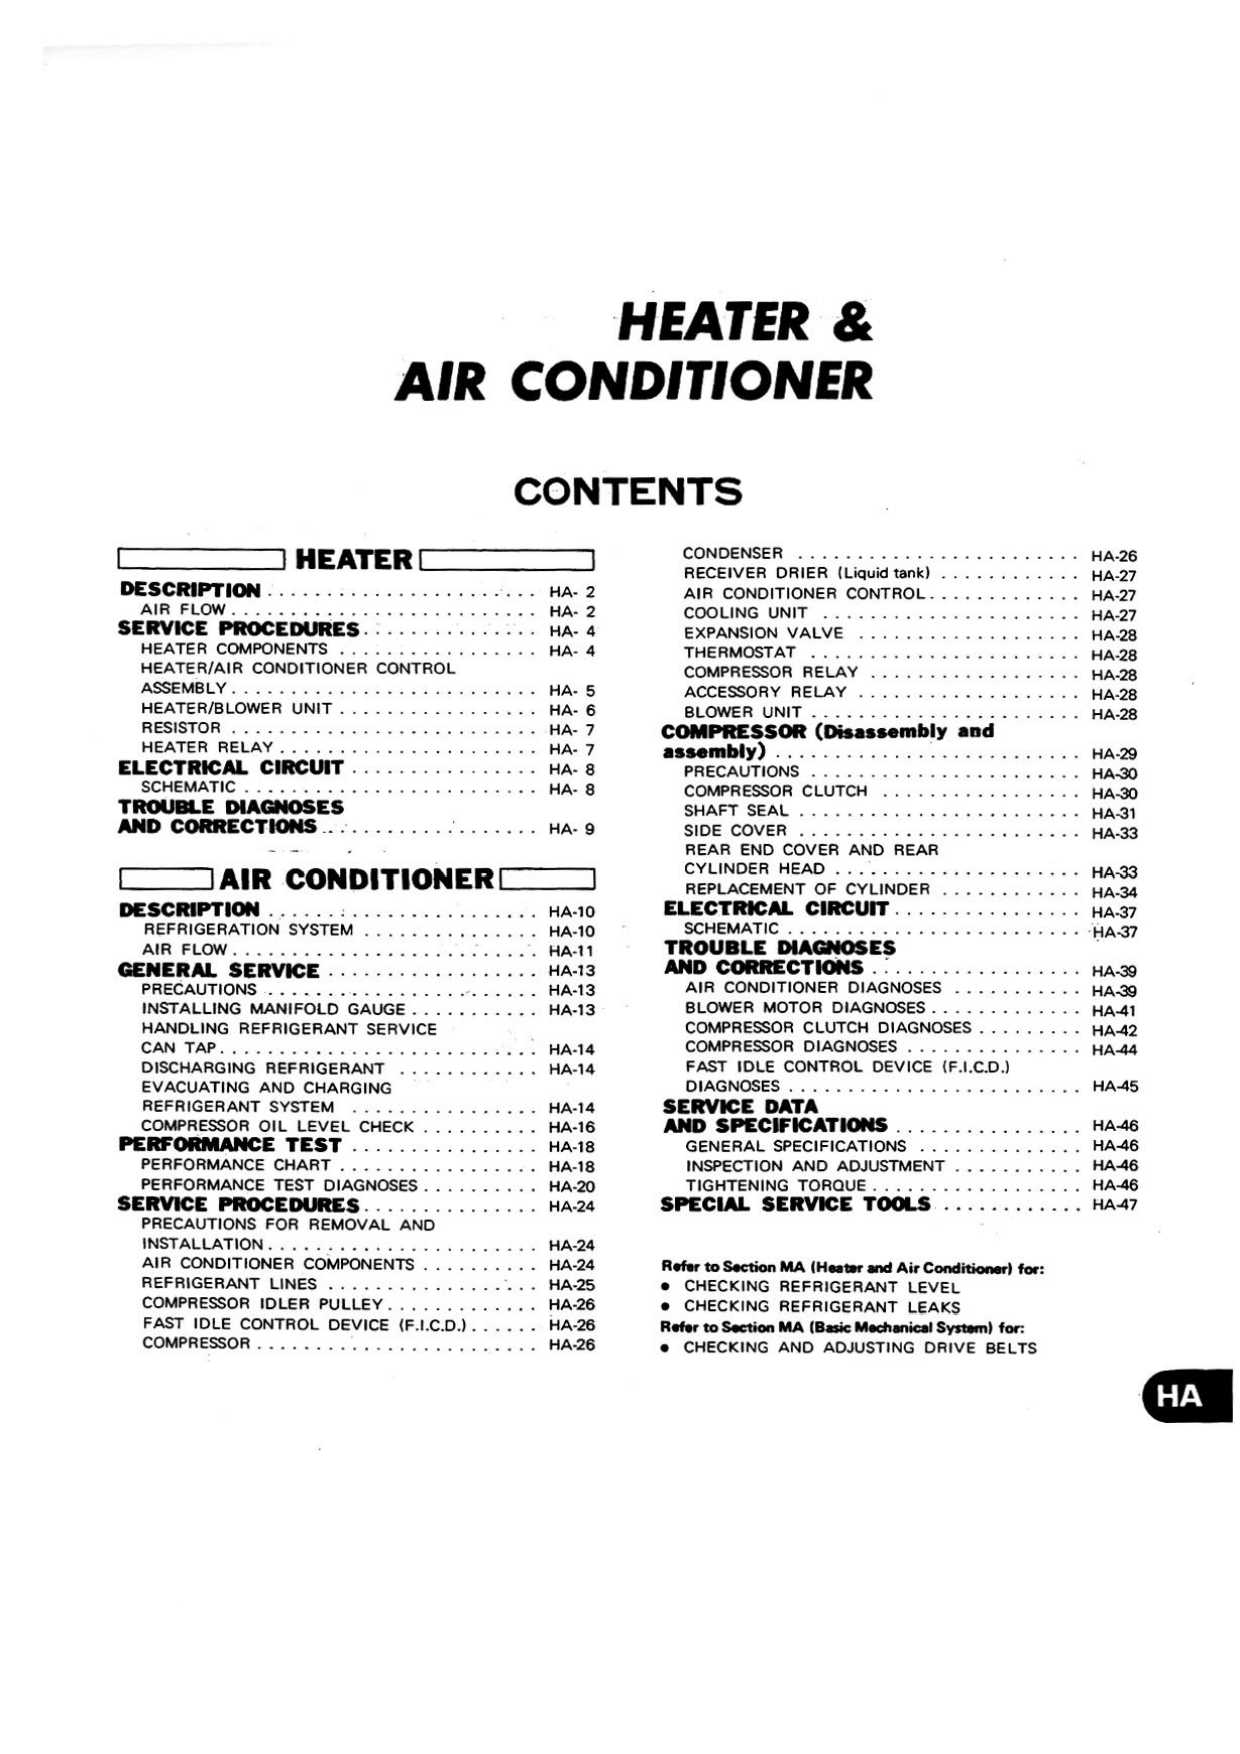 HEATER &
AIR CONDITIONER
CONTENTS
HEATER
DESCRIPTION . . . . . . . . . . . . . . . . . . . . . . HA- 2
AIR FLOW . . . . . . . . . . . . . . . . . . . . . . . . . . HA- 2
SERVICE PROCEDURES . . . . . . . . . . . . . . . HA- 4
HEATER COMPONENTS . . . . . . . . . . . . . . . . . HA- 4
HEATER/AIR CONDITIONER CONTROL
ASSEMBLY . . . . . . . . . . . . . . . . . . . . . . . . . . HA- 5
HEATER/BLOWER UNIT . . . . . . . . . . . . . . . . . HA- 6
RESISTOR . . . . . . . . . . . . . . . . . . . . . . . . . . HA- 7
HEATER RELAY . . . . . . . . . . . . . . . . . . . . . . HA- 7
ELECTRICAL CIRCUIT . . . . . . . . . . . . . . . . HA- 8
SCHEMATIC . . . . . . . . . . . . . . . . . . . . . . . . . HA- 8
TROUBLE DIAGNOSES
AND CORRECTIONS . . . . . . . . . . . . . . . . . . HA- 9
AIR CONDITIONER
DESCRIPTION . . . . . . . . . . . . . . . . . . . . . . . HA-10
REFRIGERATION SYSTEM . . . . . . . . . . . . . . . HA-10
AIR FLOW . . . . . . . . . . . . . . . . . . . . . . . . . . HA-11
GENERAL SERVICE . . . . . . . . . . . . . . . . . . HA-13
PRECAUTIONS . . . . . . . . . . . . . . . . . . . . . . . HA-13
INSTALLING MANIFOLD GAUGE . . . . . . . . . . . HA-13
HANDLING REFRIGERANT SERVICE
CAN TAP . . . . . . . . . . . . . . . . . . . . . . . . . . . HA-14
DISCHARGING REFRIGERANT . . . . . . . . . . . . HA-14
EVACUATING AND CHARGING
REFRIGERANT SYSTEM . . . . . . . . . . . . . . . . HA-14
COMPRESSOR OIL LEVEL CHECK . . . . . . . . . . HA-16
PERFORMANCE TEST . . . . . . . . . . . . . . . . HA-18
PERFORMANCE CHART . . . . . . . . . . . . . . . . . HA-18
PERFORMANCE TEST DIAGNOSES . . . . . . . . . . HA-20
SERVICE PROCEDURES . . . . . . . . . . . . . . . HA-24
PRECAUTIONS FOR REMOVAL AND
INSTALLATION . . . . . . . . . . . . . . . . . . . . . . . HA-24
AIR CONDITIONER COMPONENTS . . . . . . . . . . HA-24
REFRIGERANT LINES . . . . . . . . . . . . . . . . . . HA-25
COMPRESSOR IDLER PULLEY . . . . . . . . . . . . . HA-26
FAST IDLE CONTROL DEVICE (F.I.C.D.) . . . . . . HA-26
COMPRESSOR . . . . . . . . . . . . . . . . . . . . . . . . HA-26
CONDENSER . . . . . . . . . . . . . . . . . . . . . . . . HA-26
RECEIVER DRIER (Liquid tank) . . . . . . . . . . . . HA-27
AIR CONDITIONER CONTROL . . . . . . . . . . . . . HA-27
COOLING UNIT . . . . . . . . . . . . . . . . . . . . . . HA-27
EXPANSION VALVE . . . . . . . . . . . . . . . . . . . HA-28
THERMOSTAT . . . . . . . . . . . . . . . . . . . . . . . HA-28
COMPRESSOR RELAY . . . . . . . . . . . . . . . . . . HA-28
ACCESSORY RELAY . . . . . . . . . . . . . . . . . . . HA-28
BLOWER UNIT . . . . . . . . . . . . . . . . . . . . . . . HA-28
COMPRESSOR (Disassembly and
assembly) . . . . . . . . . . . . . . . . . . . . . . . . . . HA-29
PRECAUTIONS . . . . . . . . . . . . . . . . . . . . . . . HA-30
COMPRESSOR CLUTCH . . . . . . . . . . . . . . . . . HA-30
SHAFT SEAL . . . . . . . . . . . . . . . . . . . . . . . . HA-31
SIDE COVER . . . . . . . . . . . . . . . . . . . . . . . . HA-33
REAR END COVER AND REAR
CYLINDER HEAD . . . . . . . . . . . . . . . . . . . . . HA-33
REPLACEMENT OF CYLINDER . . . . . . . . . . . . HA-34
ELECTRICAL CIRCUIT . . . . . . . . . . . . . . . . HA-37
SCHEMATIC . . . . . . . . . . . . . . . . . . . . . . . . . HA-37
TROUBLE DIAGNOSES
AND CORRECTIONS . . . . . . . . . . . . . . . . . . HA-39
AIR CONDITIONER DIAGNOSES . . . . . . . . . . . HA-39
BLOWER MOTOR DIAGNOSES . . . . . . . . . . . . . HA-41
COMPRESSOR CLUTCH DIAGNOSES . . . . . . . . . HA-42
COMPRESSOR DIAGNOSES . . . . . . . . . . . . . . . HA-44
FAST IDLE CONTROL DEVICE (F.I.C.D.)
DIAGNOSES . . . . . . . . . . . . . . . . . . . . . . . . . HA-45
SERVICE DATA
AND SPECIFICATIONS . . . . . . . . . . . . . . . . HA-46
GENERAL SPECIFICATIONS . . . . . . . . . . . . . . HA-46
INSPECTION AND ADJUSTMENT . . . . . . . . . . . HA-46
TIGHTENING TORQUE . . . . . . . . . . . . . . . . . . HA-46
SPECIAL SERVICE TOOLS . . . . . . . . . . . . HA-47
Refer to Section MA (Heater and Air Conditioner) for:
● CHECKING REFRIGERANT LEVEL
● CHECKING REFRIGERANT LEAKS
Refer to Section MA (Basic Mechanical System) for:
● CHECKING AND ADJUSTING DRIVE BELTS
HA